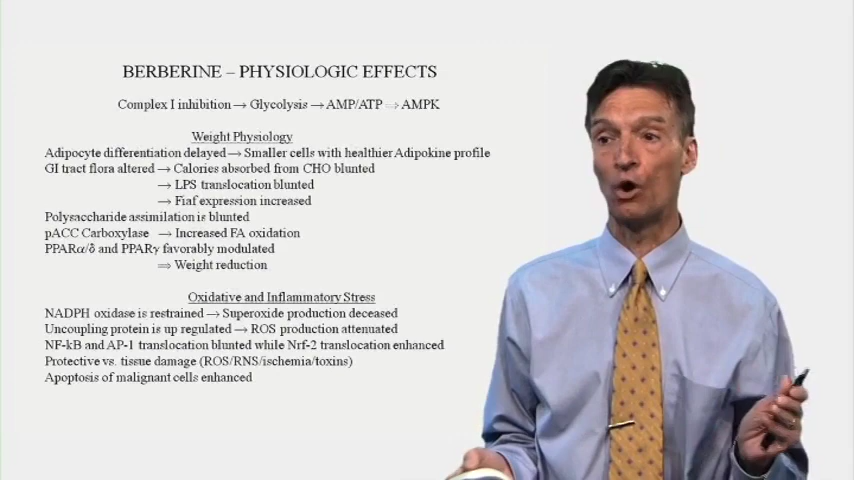 BERBERINE – PHYSIOLOGIC EFFECTS
Complex I inhibition → Glycolysis → AMP/ATP ⇒ AMPK
Weight Physiology
Adipocyte differentiation delayed → Smaller cells with healthier Adipokine profile
GI tract flora altered → Calories absorbed from CHO blunted
→ LPS translocation blunted
→ Fiaf expression increased
Polysaccharide assimilation is blunted
pACC Carboxylase → Increased FA oxidation
PPARα/δ and PPARγ favorably modulated
⇒ Weight reduction
Oxidative and Inflammatory Stress
NADPH oxidase is restrained → Superoxide production deceased
Uncoupling protein is up regulated → ROS production attenuated
NF-kB and AP-1 translocation blunted while Nrf-2 translocation enhanced
Protective vs. tissue damage (ROS/RNS/ischemia/toxins)
Apoptosis of malignant cells enhanced